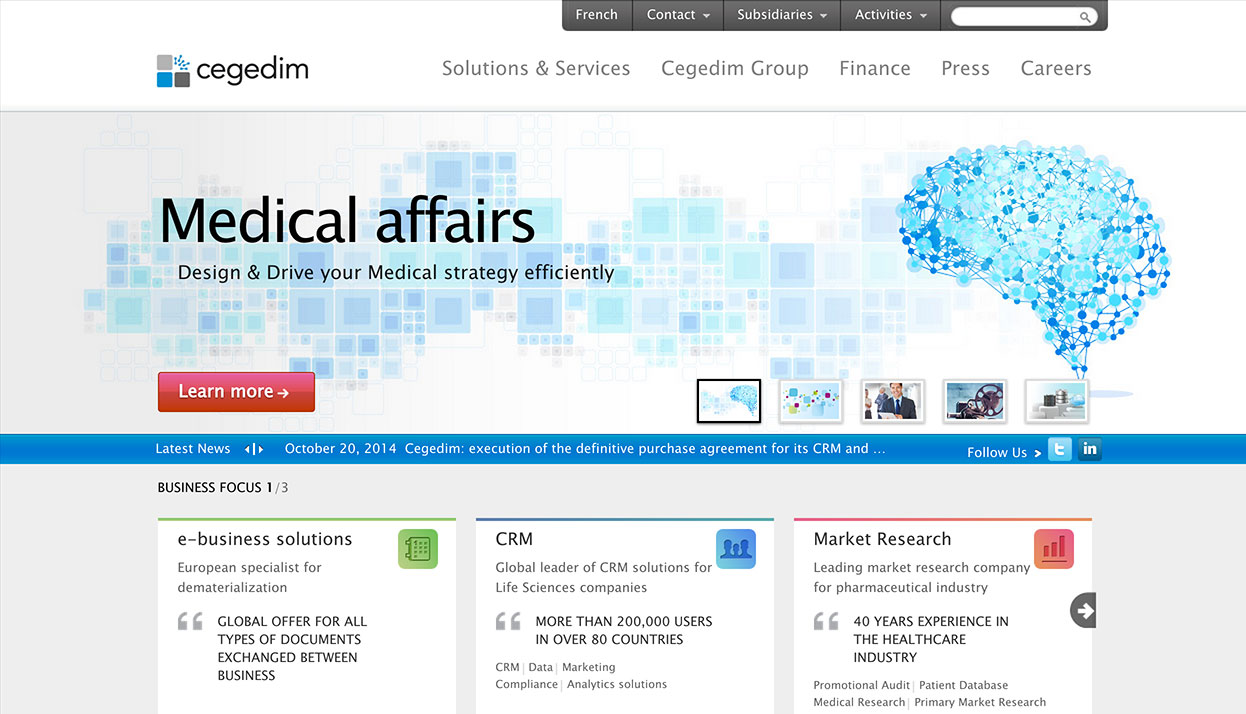 French
Contact
Subsidiaries
Activities
cegedim
Solutions & Services
Cegedim Group
Finance
Press
Careers
Medical affairs
Design & Drive your Medical strategy efficiently
Learn more
Latest News
October 20, 2014 Cegedim: execution of the definitive purchase agreement for its CRM and ...
Follow Us
t
in
BUSINESS FOCUS 1/3
e-business solutions
European specialist for
dematerialization
GLOBAL OFFER FOR ALL
TYPES OF DOCUMENTS
EXCHANGED BETWEEN
BUSINESS
CRM
Global leader of CRM solutions for
Life Sciences companies
MORE THAN 200,000 USERS
IN OVER 80 COUNTRIES
CRM | Data | Marketing
Compliance | Analytics solutions
Market Research
Leading market research company
for pharmaceutical industry
40 YEARS EXPERIENCE IN
THE HEALTHCARE
INDUSTRY
Promotional Audit | Patient Database
Medical Research | Primary Market Research